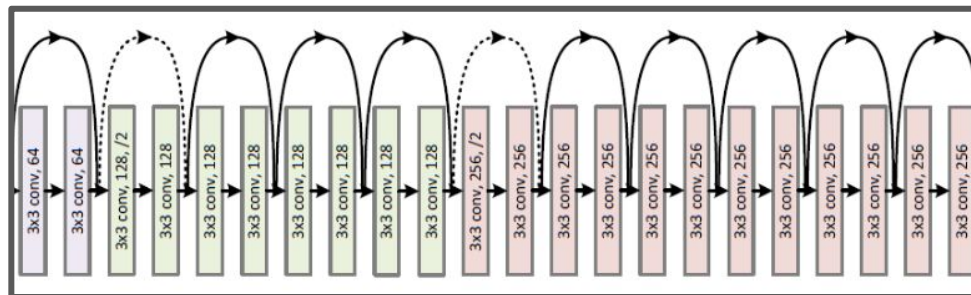 3x3 conv, 64
3x3 conv, 64
3x3 conv, 128, /2
3x3 conv, 128
3x3 conv, 128
3x3 conv, 128
3x3 conv, 128
3x3 conv, 128
3x3 conv, 128
3x3 conv, 128
3x3 conv, 256, /2
3x3 conv, 256
3x3 conv, 256
3x3 conv, 256
3x3 conv, 256
3x3 conv, 256
3x3 conv, 256
3x3 conv, 256
3x3 conv, 256
3x3 conv, 256
3x3 conv, 256
3x3 conv, 256